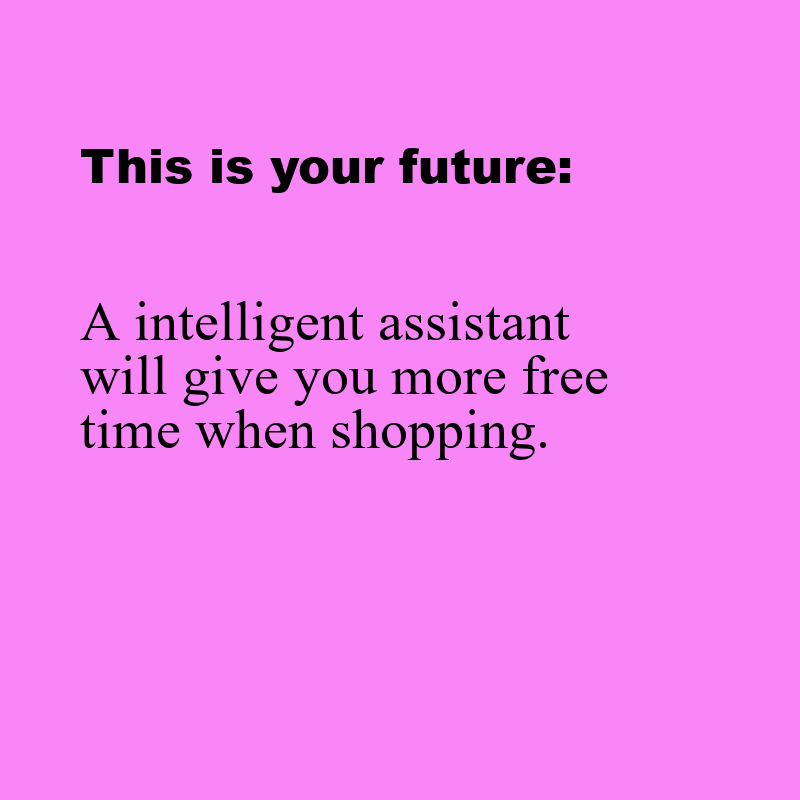 This is your future:
A intelligent assistant
will give you more free
time when shopping.